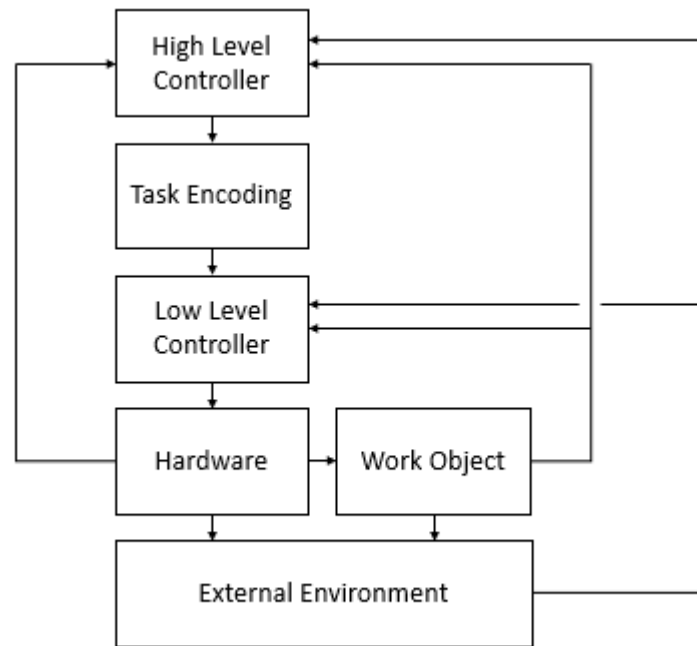 High Level
Controller
Task Encoding
Low Level
Controller
Hardware
Work Object
External Environment